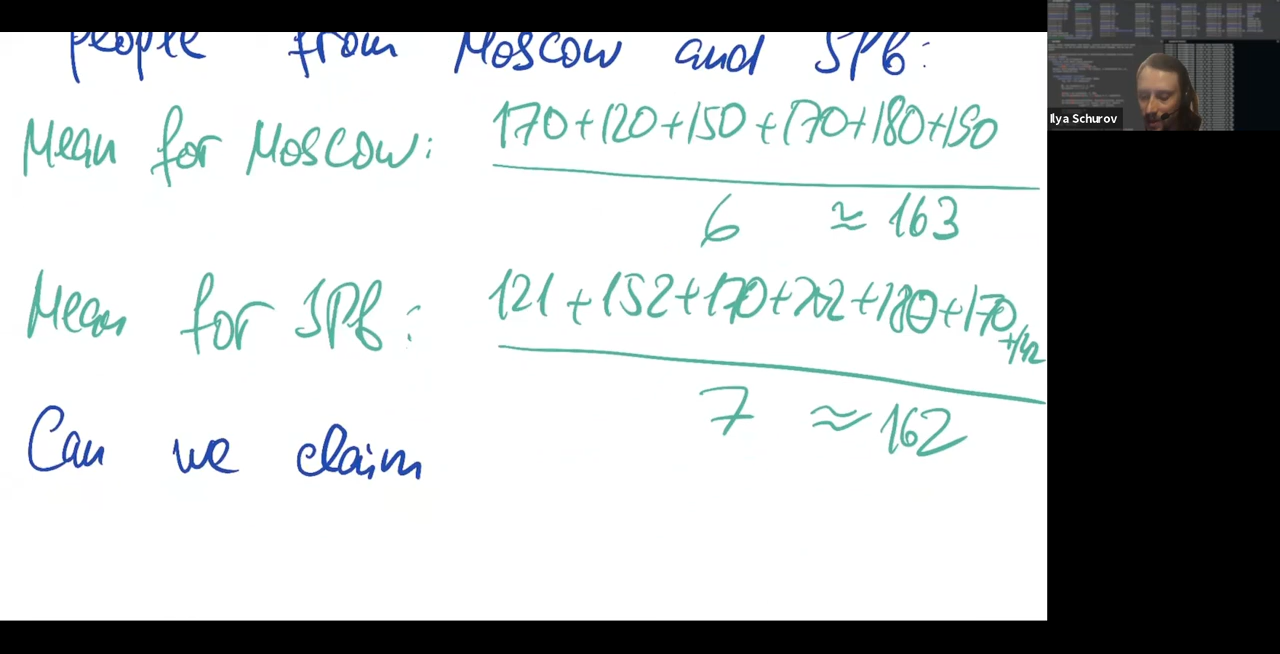 people from Moscow and SPb:
Mean for Moscow: 170+120+150+170+180+190
6 ≈ 163
Mean for SPb: 121+152+170+202+180+170+142
7 ≈ 162
Can we claim
Ilya Schurov